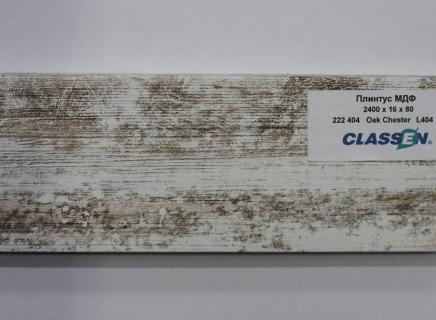 Плинтус МДФ
2400 x 16 x 80
222 404 Oak Chester L404
CLASSEN®